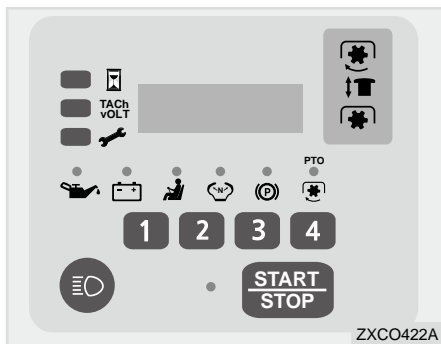 TACh
vOLT
PTO
- +
N
P
1 2 3 4
START
STOP
ZXCO422A